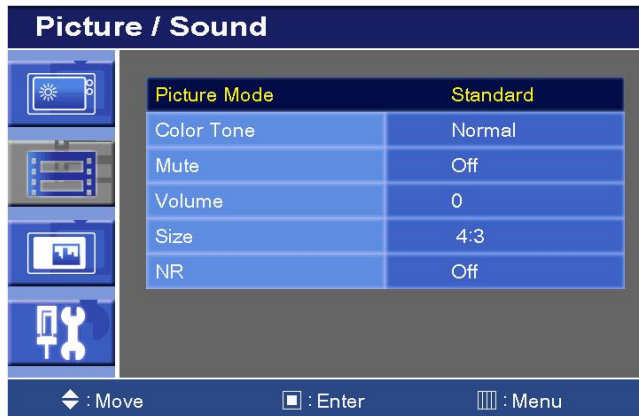 Picture / Sound
Picture Mode Standard
Color Tone Normal
Mute Off
Volume 0
Size 4:3
NR Off
: Move : Enter : Menu